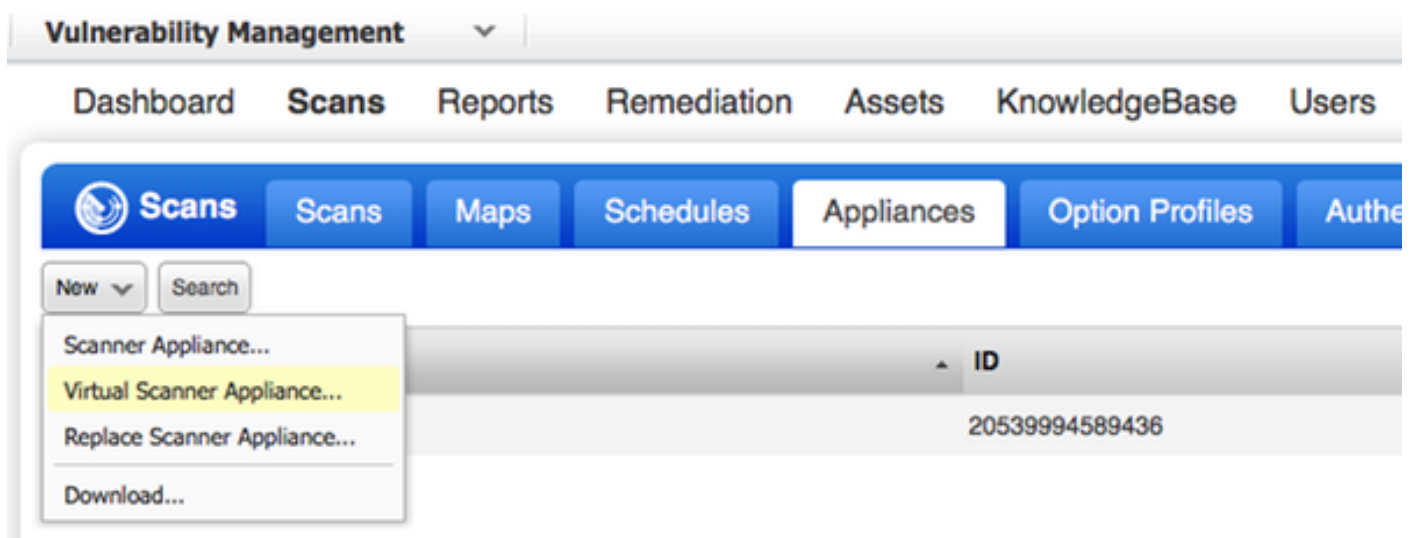 Vulnerability Management
Dashboard Scans Reports Remediation Assets KnowledgeBase Users
Scans Scans Maps Schedules Appliances Option Profiles Authe
New Search
Scanner Appliance...
ID
Virtual Scanner Appliance...
Replace Scanner Appliance...
20539994589436
Download...